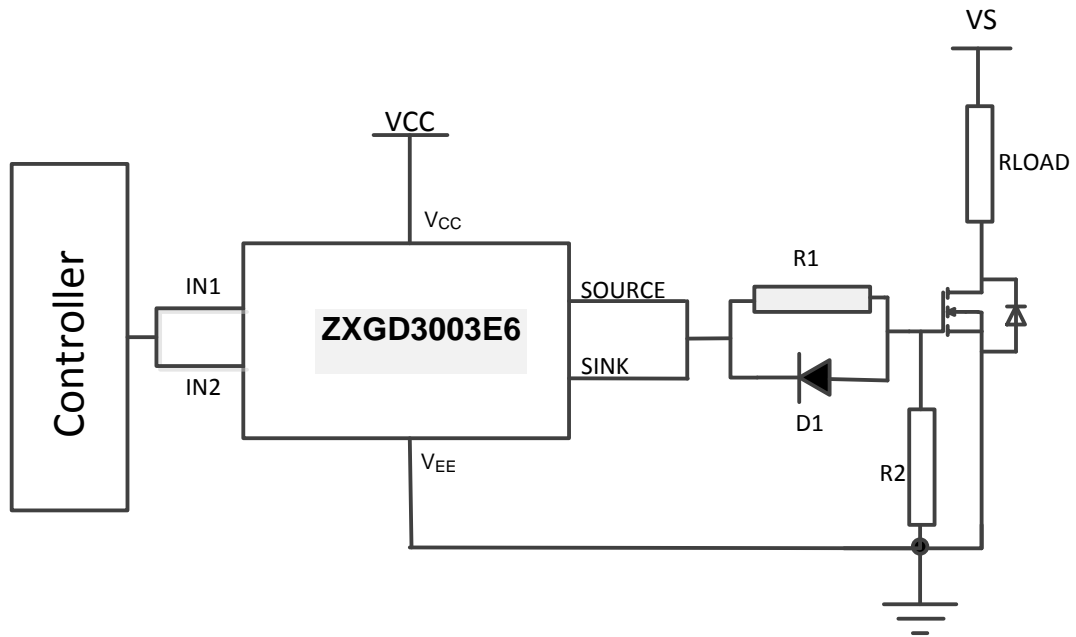 VS
VCC
RLOAD
Controller
VCC
R1
IN1
SOURCE
ZXGD3003E6
SINK
IN2
D1
VEE
R2